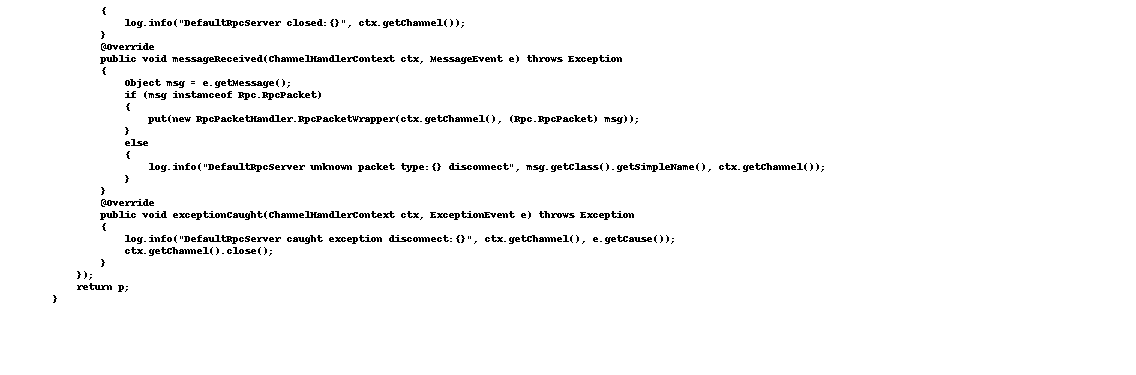 {
log.info("DefaultRpcServer closed:{}", ctx.getChannel());
}
@Override
public void messageReceived(ChannelHandlerContext ctx, MessageEvent e) throws Exception
{
Object msg = e.getMessage();
if (msg instanceof Rpc.RpcPacket)
{
put(new RpcPacketHandler.RpcPacketWrapper(ctx.getChannel(), (Rpc.RpcPacket) msg));
}
else
{
log.info("DefaultRpcServer unknown packet type:{} disconnect", msg.getClass().getSimpleName(), ctx.getChannel());
}
}
@Override
public void exceptionCaught(ChannelHandlerContext ctx, ExceptionEvent e) throws Exception
{
log.info("DefaultRpcServer caught exception disconnect:{}", ctx.getChannel(), e.getCause());
ctx.getChannel().close();
}
});
return p;
}